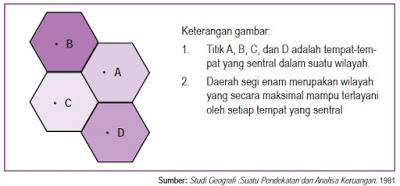 B
A
C
D
Keterangan gambar:
1. Titik A, B, C, dan D adalah tempat-tem-
pat yang sentral dalam suatu wilayah.
2. Daerah segi enam merupakan wilayah
yang secara maksimal mampu terlayani
oleh setiap tempat yang sentral
Sumber: Studi Geografi :Suatu Pendekatan dan Analisa Keruangan. 1981